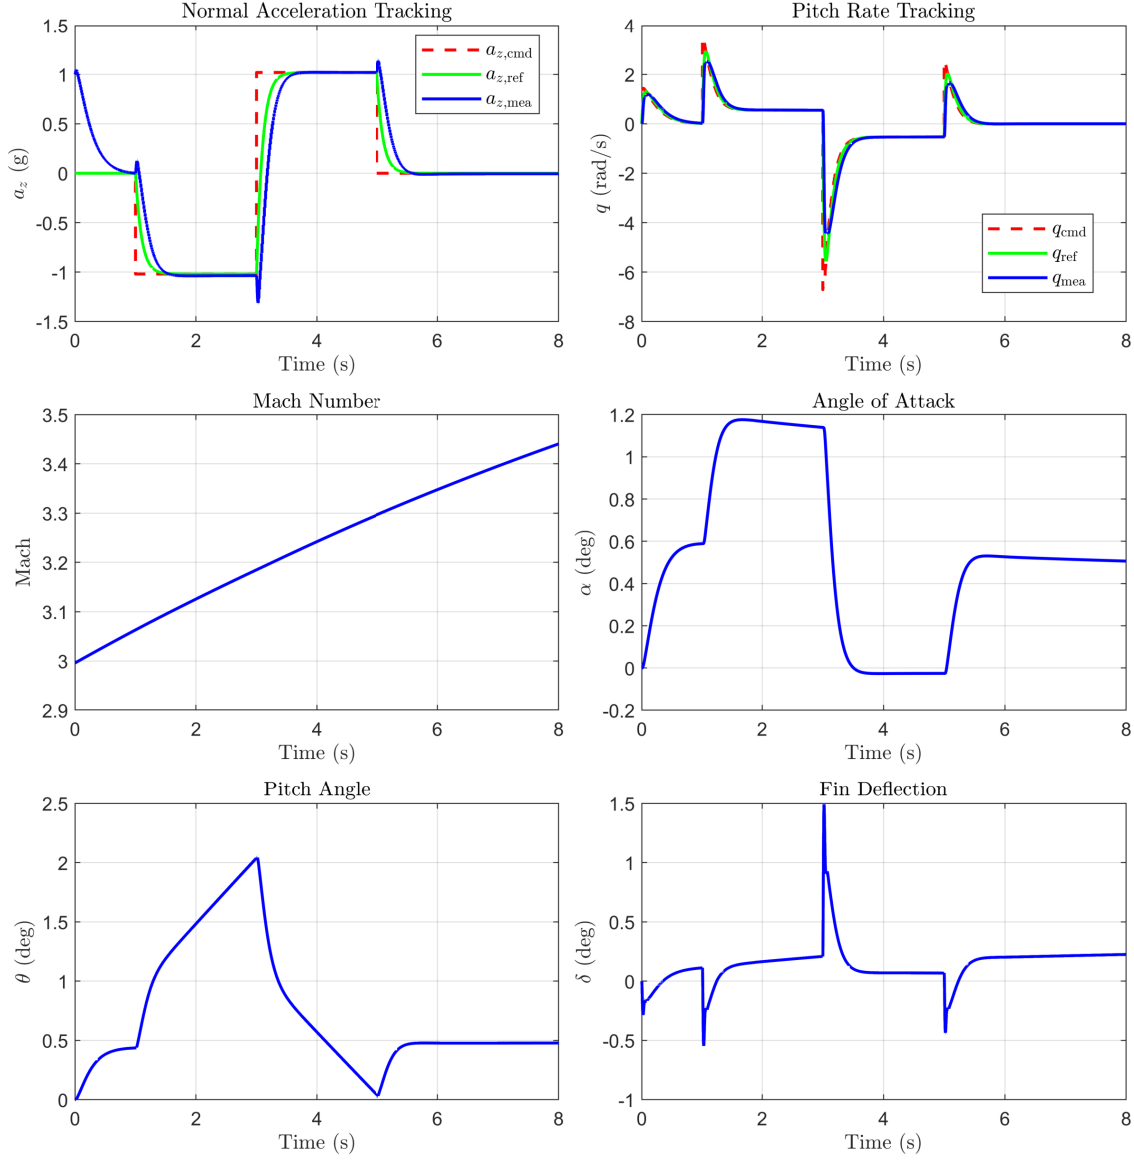 Normal Acceleration Tracking
1.5
1
0.5
0
-0.5
-1
-1.5
a_z (g)
a_z,cmd
a_z,ref
a_z,mea
0 2 4 6 8
Time (s)
Pitch Rate Tracking
4
2
0
-2
-4
-6
-8
q (rad/s)
q_cmd
q_ref
q_mea
0 2 4 6 8
Time (s)
Mach Number
3.5
3.4
3.3
3.2
3.1
3
2.9
Mach
0 2 4 6 8
Time (s)
Angle of Attack
1.2
1
0.8
0.6
0.4
0.2
0
-0.2
α (deg)
0 2 4 6 8
Time (s)
Pitch Angle
2.5
2
1.5
1
0.5
0
θ (deg)
0 2 4 6 8
Time (s)
Fin Deflection
1.5
1
0.5
0
-0.5
-1
δ (deg)
0 2 4 6 8
Time (s)